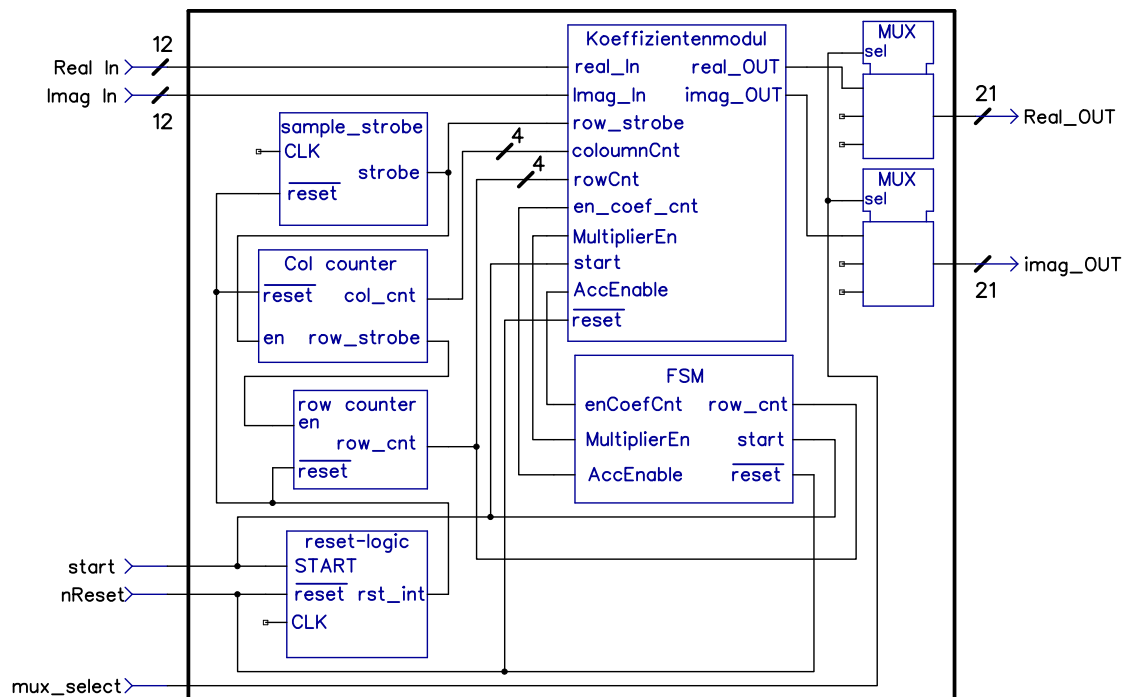 12
Real In
Imag In
12
Koeffizientenmodul
real_In real_OUT
Imag_In imag_OUT
row_strobe
coloumnCnt
rowCnt
en_coef_cnt
MultiplierEn
start
AccEnable
reset
4
4
MUX
sel
21
Real_OUT
MUX
sel
imag_OUT
21
sample_strobe
CLK
strobe
reset
Col counter
reset col_cnt
en row_strobe
row counter
en
row_cnt
reset
FSM
enCoefCnt row_cnt
MultiplierEn start
AccEnable reset
reset-logic
START
reset rst_int
CLK
start
nReset
mux_select